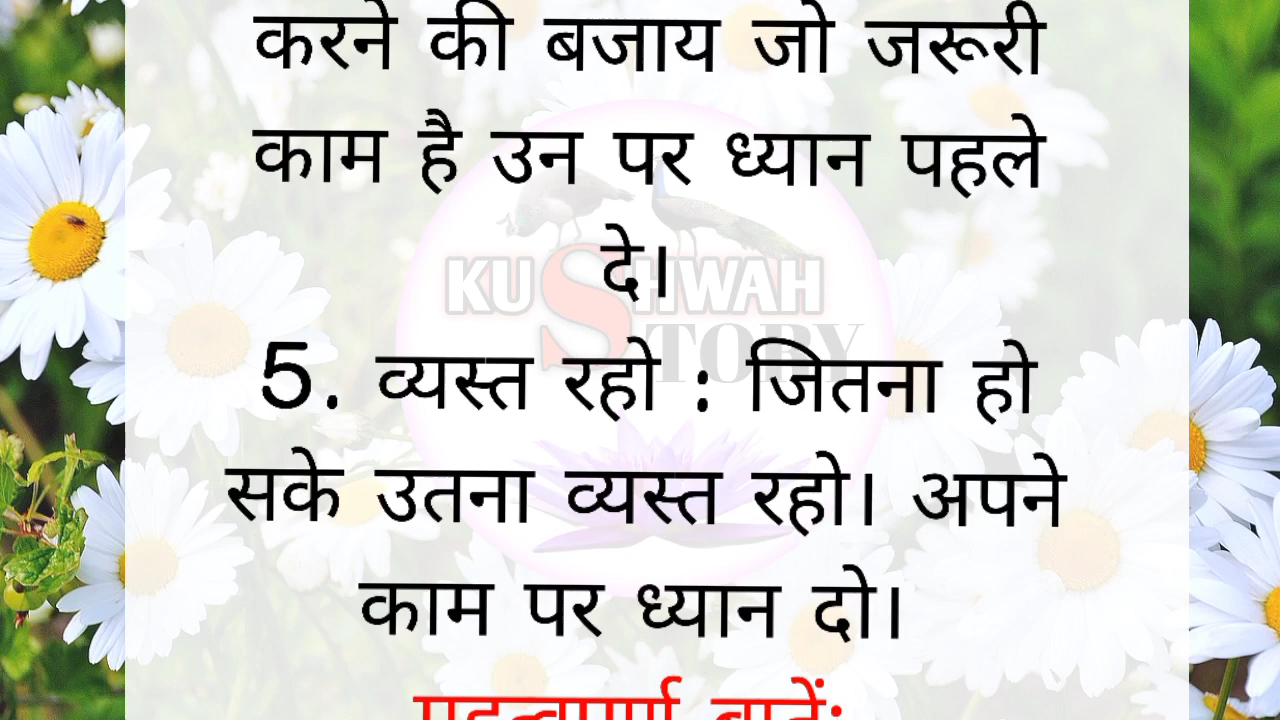 करने की बजाय जो जरूरी
काम है उन पर ध्यान पहले
दे।
KUSHWAH
STORY
5. व्यस्त रहो : जितना हो
सके उतना व्यस्त रहो। अपने
काम पर ध्यान दो।